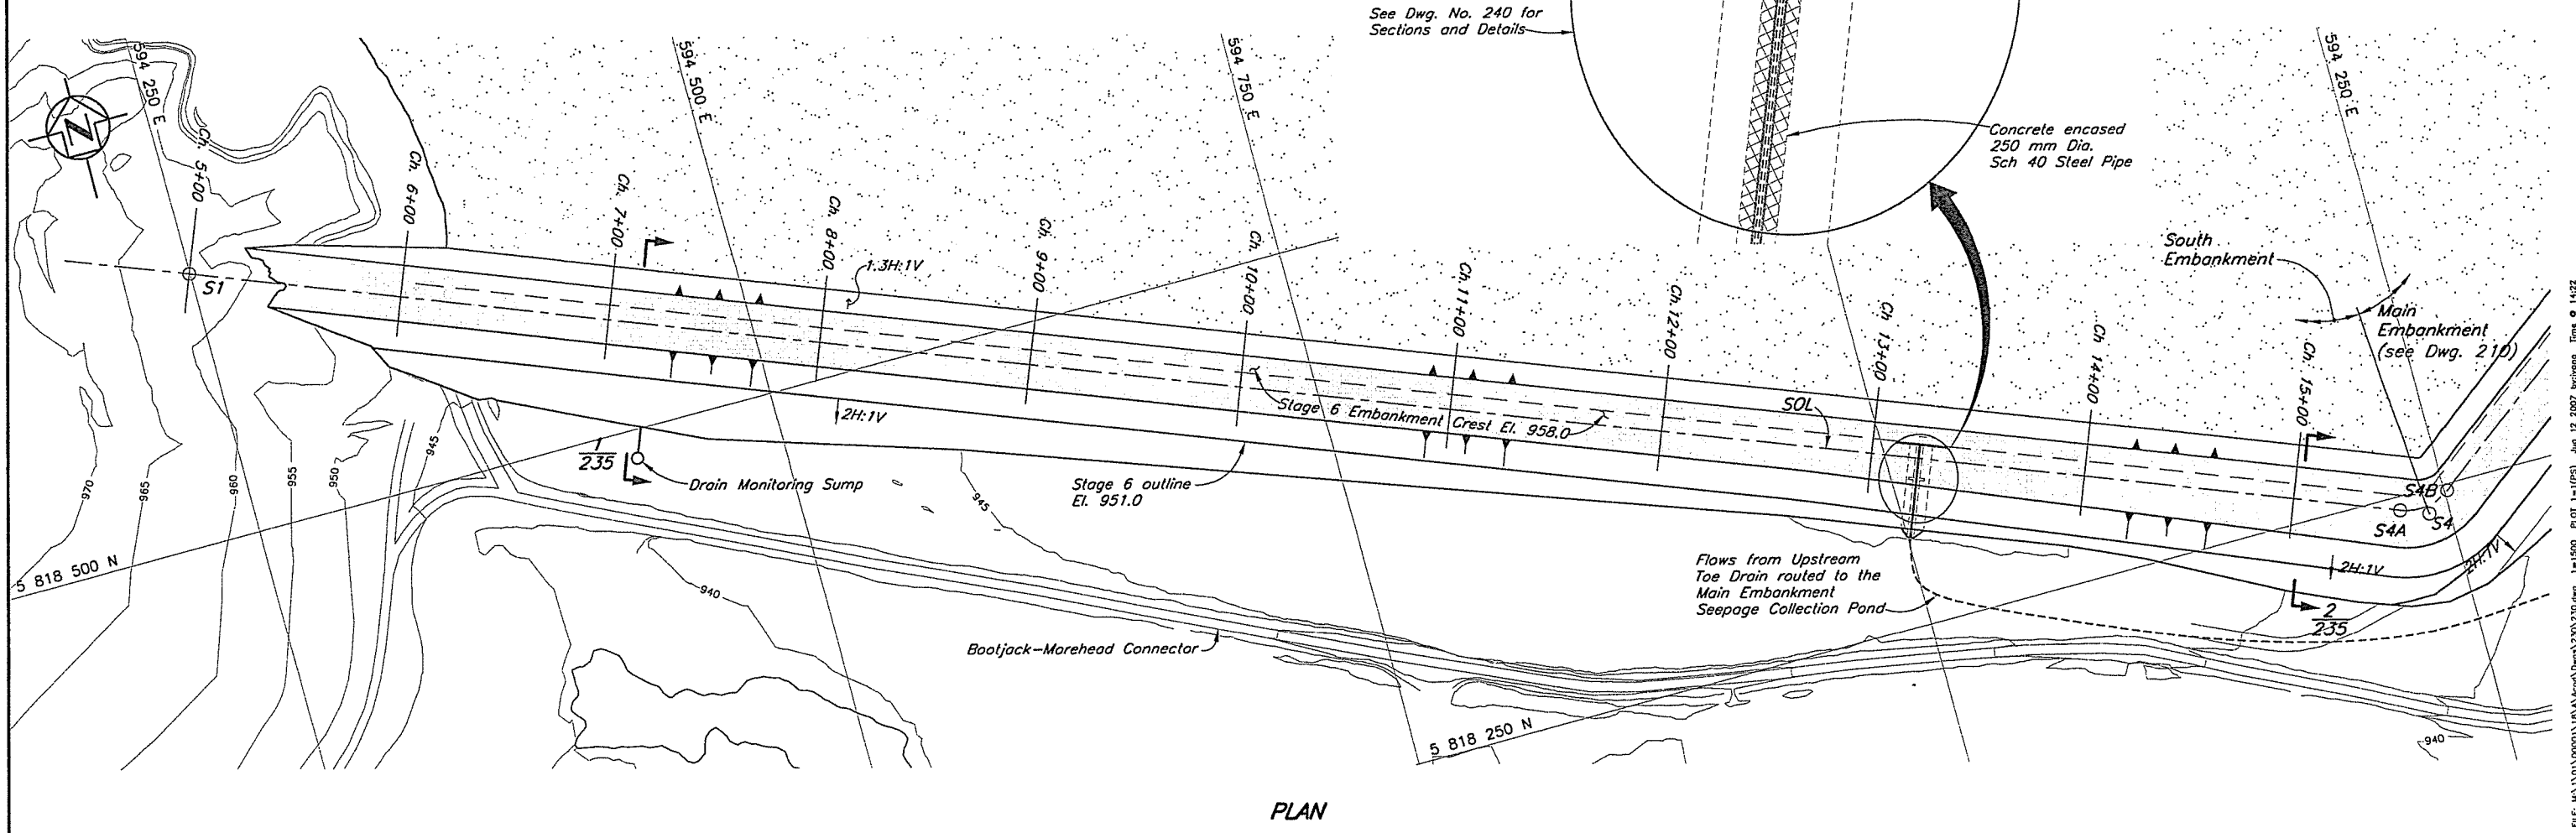 See Dwg. No. 240 for
Sections and Details
Concrete encased
250 mm Dia.
Sch 40 Steel Pipe
594 250 E
594 500 E
594 750 E
594 250 E
N
Ch. 5+00
Ch. 6+00
Ch. 7+00
Ch. 8+00
Ch. 9+00
Ch. 10+00
Ch. 11+00
Ch. 12+00
Ch 13+00
Ch 14+00
Ch. 15+00
S1
1.3H:1V
South
Embankment
Main
Embankment
(see Dwg. 210)
Stage 6 Embankment Crest El. 958.0
SOL
2H:1V
1
235
Drain Monitoring Sump
Stage 6 outline
El. 951.0
S4B
S4A
S4
2H:1V
2H:1V
2
235
Flows from Upstream
Toe Drain routed to the
Main Embankment
Seepage Collection Pond
970
965
960
955
950
945
945
940
940
5 818 500 N
5 818 250 N
Bootjack-Morehead Connector
PLAN